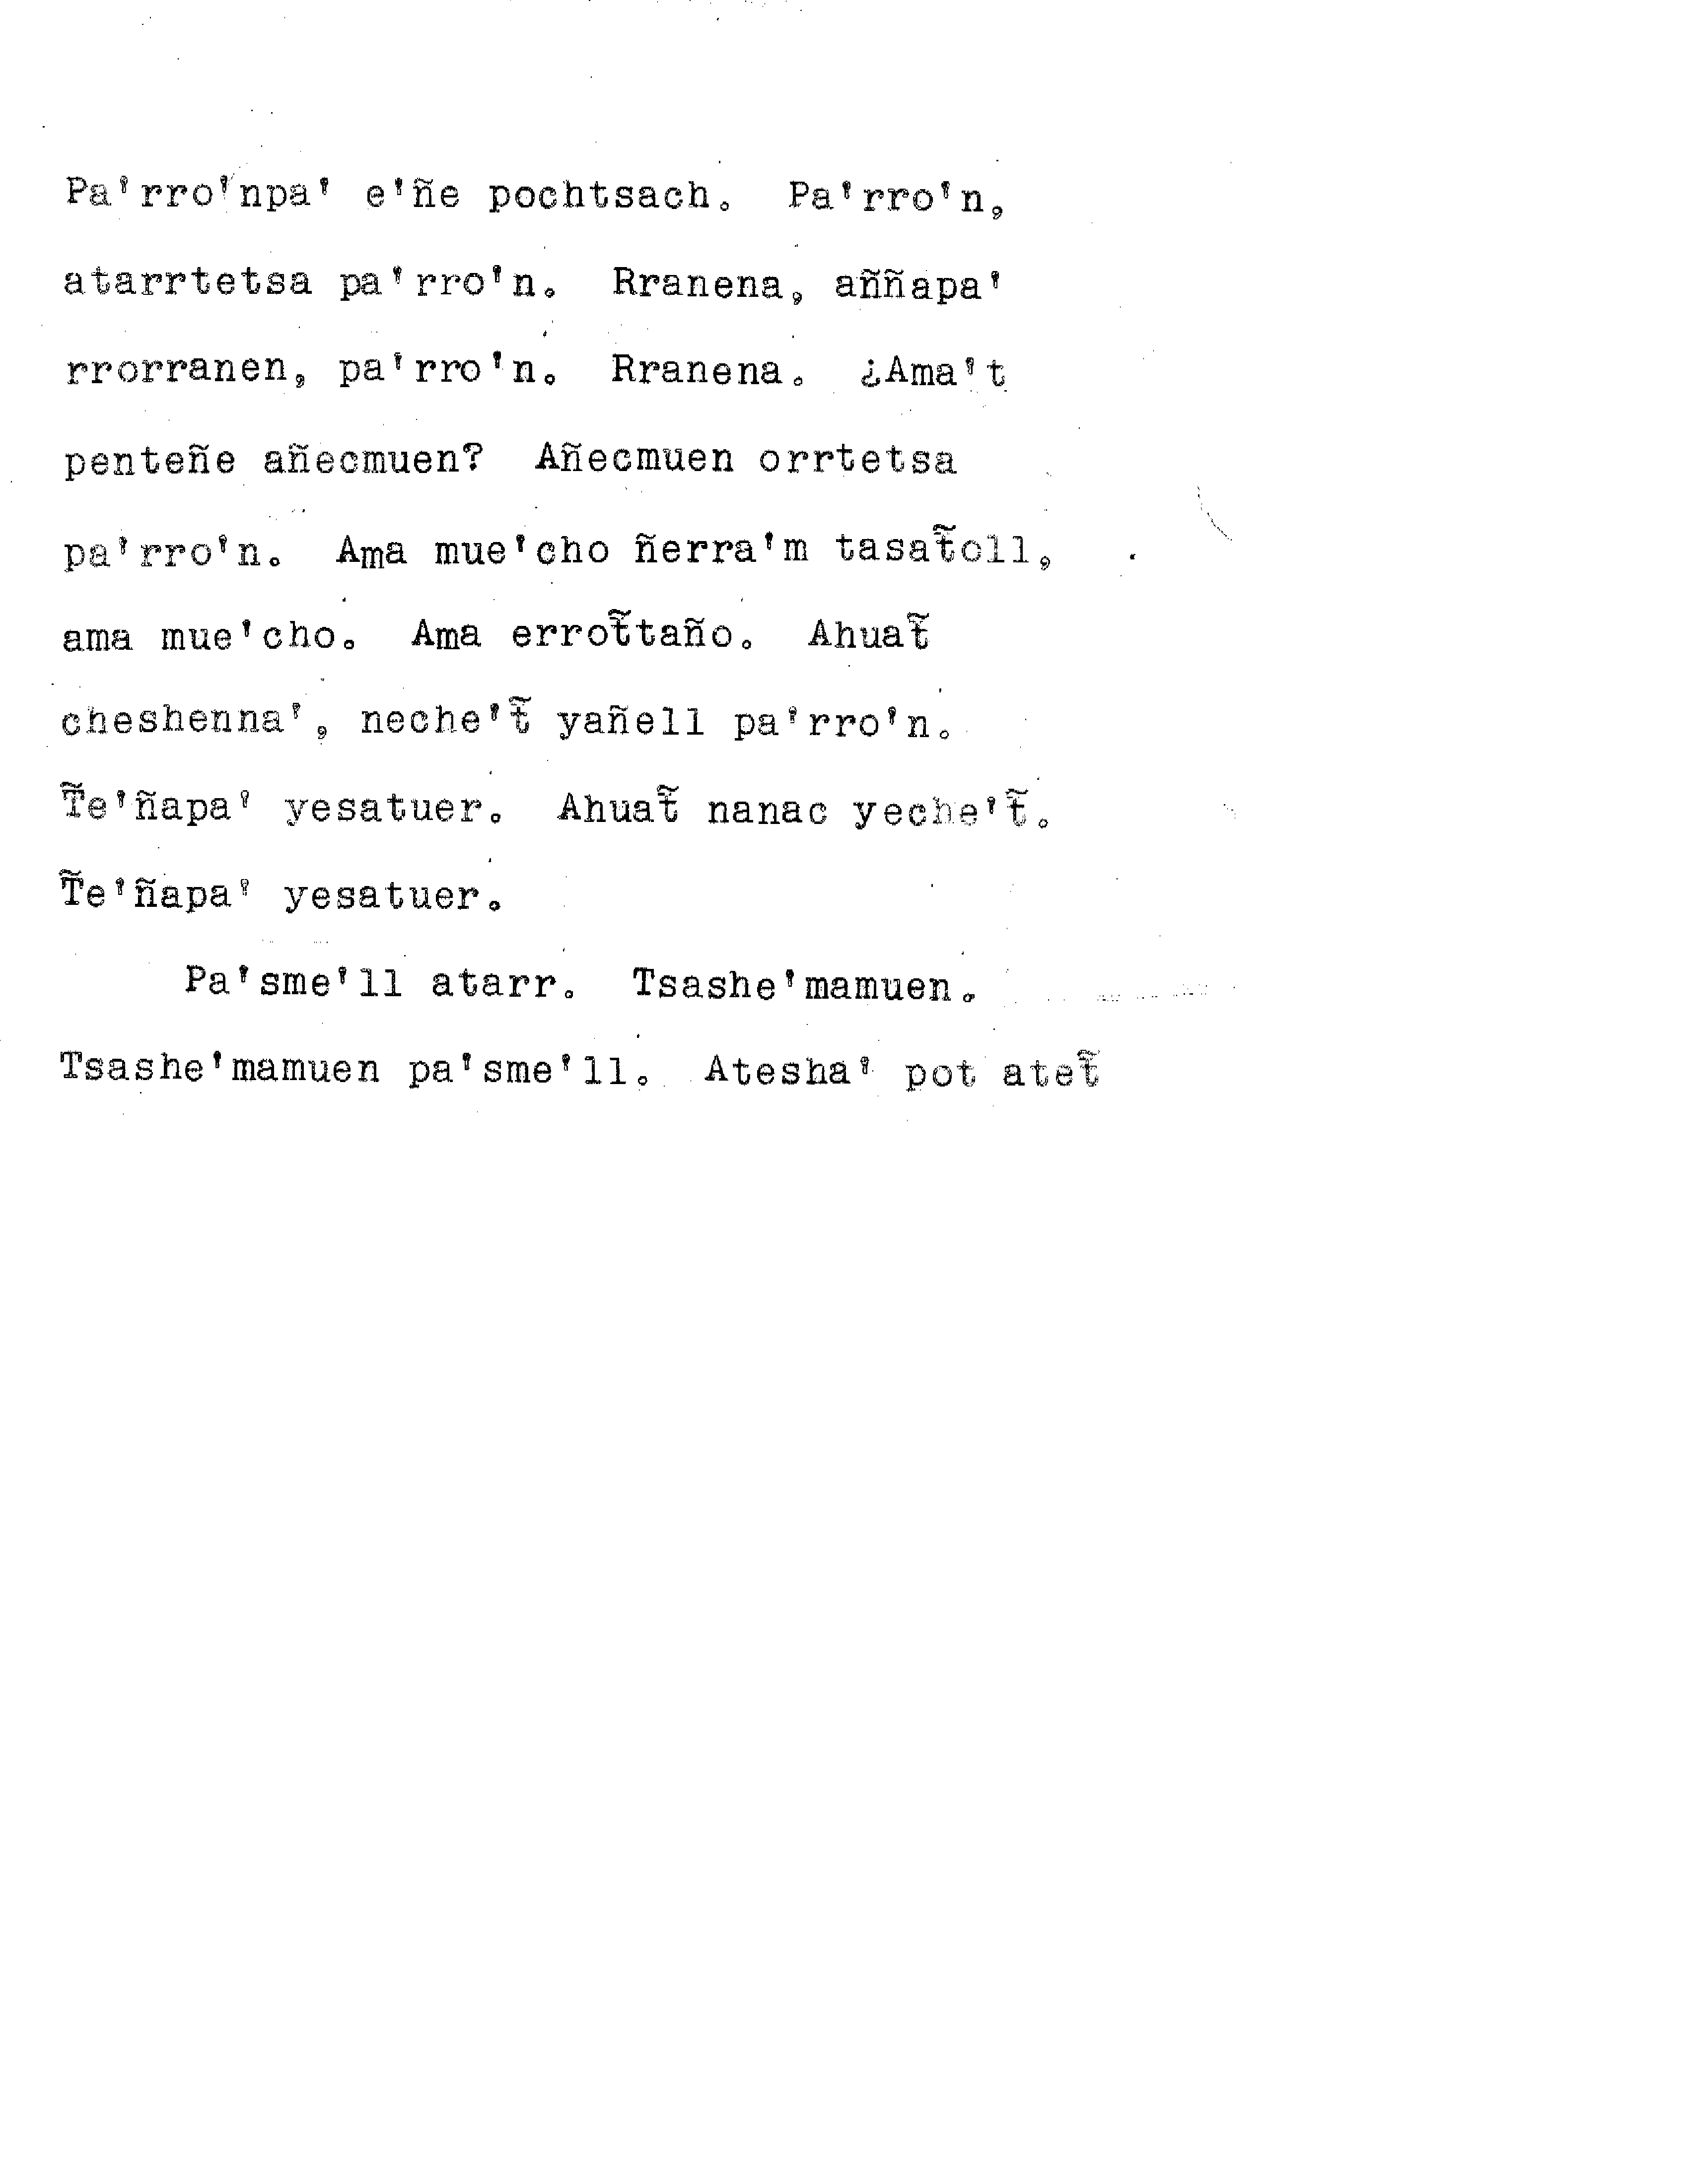 Pa'rro'npa' e'ñe pochtsach. Pa'rro'n,
atarrtetsa pa'rro'n. Rranena, aññapa'
rrorranen, pa'rro'n. Rranena. ¿Ama't
penteñe añecmuen? Añecmuen orrtetsa
pa'rro'n. Ama mue'cho ñerra'm tasat̃oll,
ama mue'cho. Ama errot̃taño. Ahuat̃
cheshenna', neche't̃ yañell pa'rro'n.
T̃e'ñapa' yesatuer. Ahuat̃ nanac yeche't̃.
T̃e'ñapa' yesatuer.
Pa'sme'll atarr. Tsashe'mamuen.
Tsashe'mamuen pa'sme'll. Atesha' pot atet̃